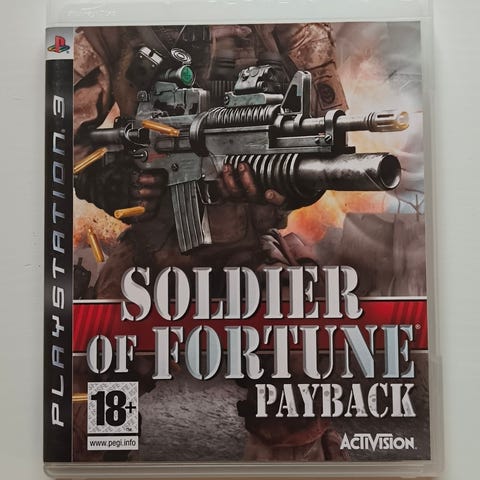 PLAYSTATION 3
SOLDIER
OF FORTUNE®
PAYBACK
18+
www.pegi.info
ACTIVISION